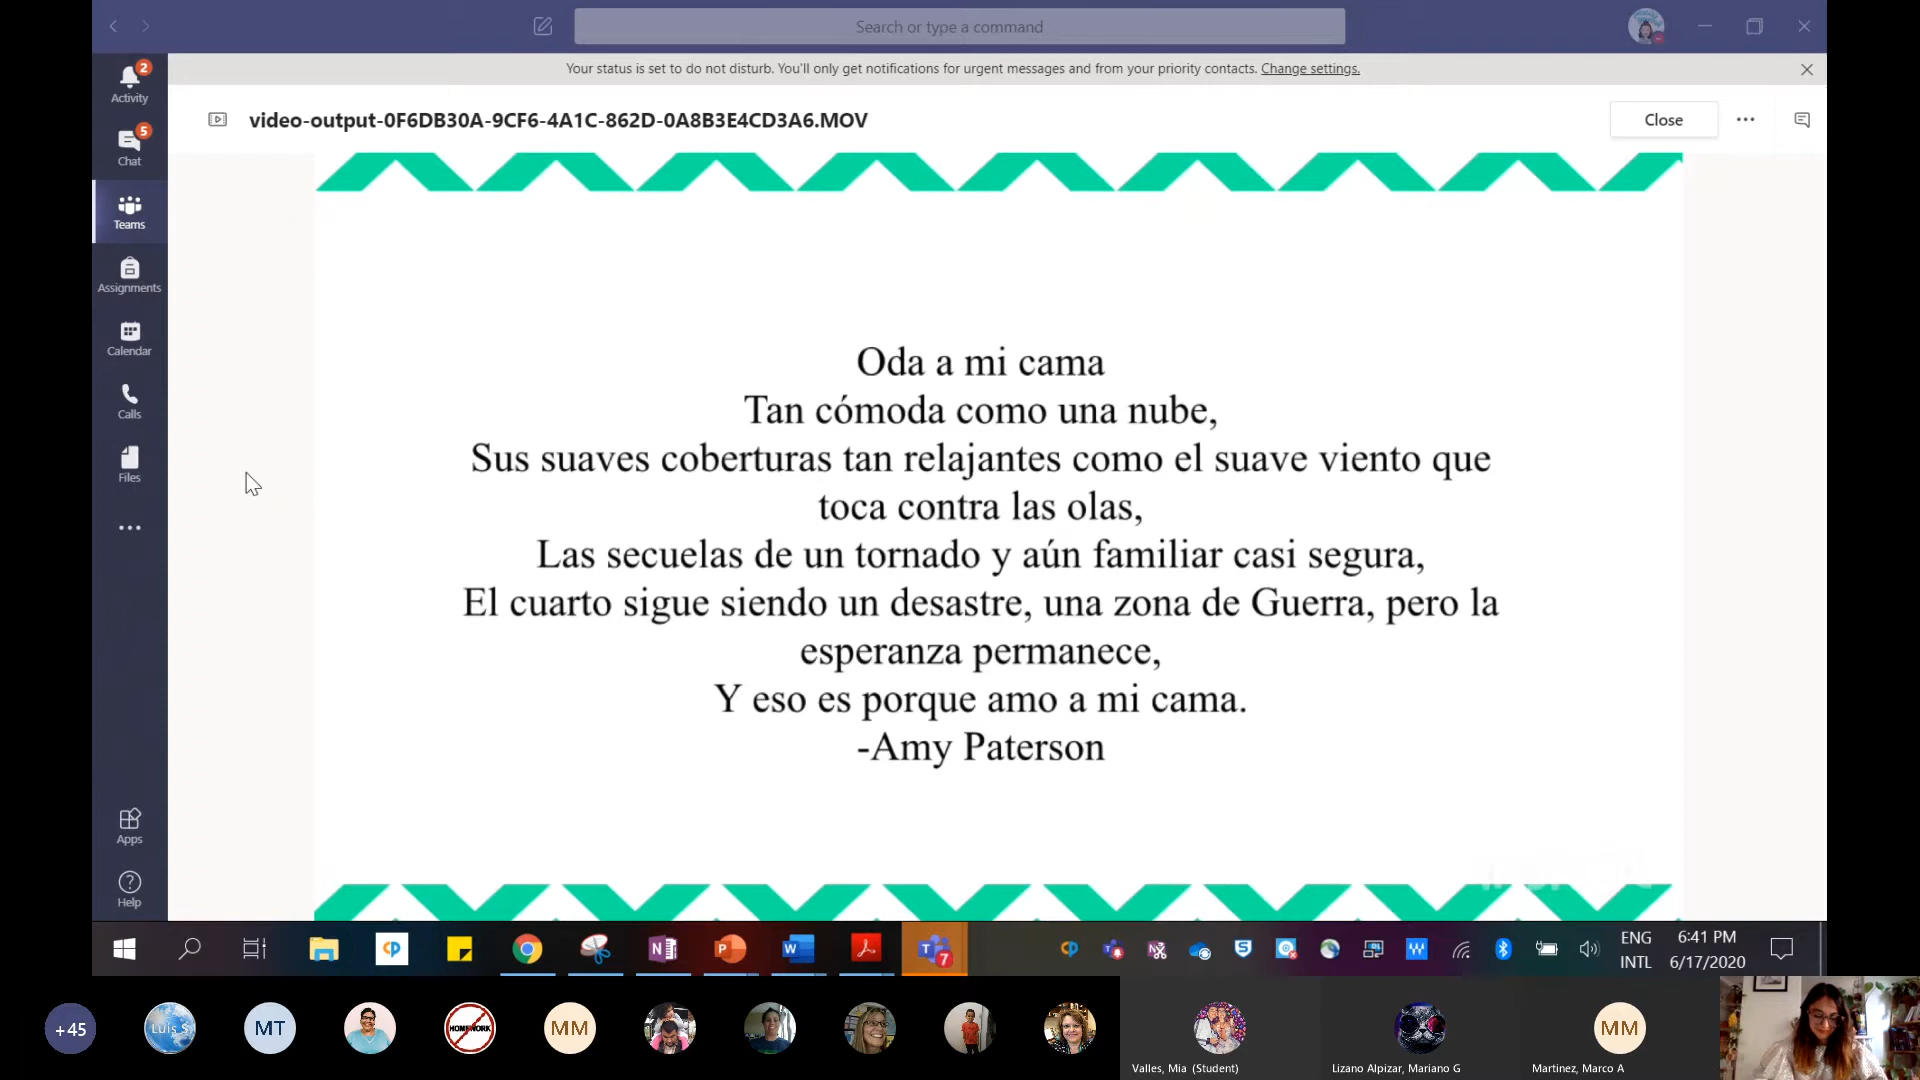 Search or type a command
Your status is set to do not disturb. You'll only get notifications for urgent messages and from your priority contacts. Change settings.
2
Activity
video-output-0F6DB30A-9CF6-4A1C-862D-0A8B3E4CD3A6.MOV
Close
5
Chat
Teams
Assignments
Calendar
Calls
Files
Oda a mi cama
Tan cómoda como una nube,
Sus suaves coberturas tan relajantes como el suave viento que
toca contra las olas,
Las secuelas de un tornado y aún familiar casi segura,
El cuarto sigue siendo un desastre, una zona de Guerra, pero la
esperanza permanece,
Y eso es porque amo a mi cama.
-Amy Paterson
Apps
Help
7
ENG
INTL
6:41 PM
6/17/2020
+45
Luis S
MT
HOMEWORK
MM
Valles, Mia (Student)
Lizano Alpizar, Mariano G
MM
Martinez, Marco A